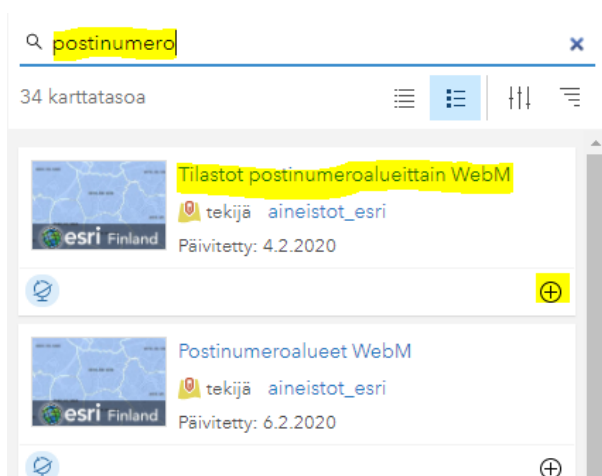 postinumero
34 karttatasoa
Tilastot postinumeroalueittain WebM
esri Finland
tekijä aineistot_esri
Päivitetty: 4.2.2020
Postinumeroalueet WebM
esri Finland
tekijä aineistot_esri
Päivitetty: 6.2.2020